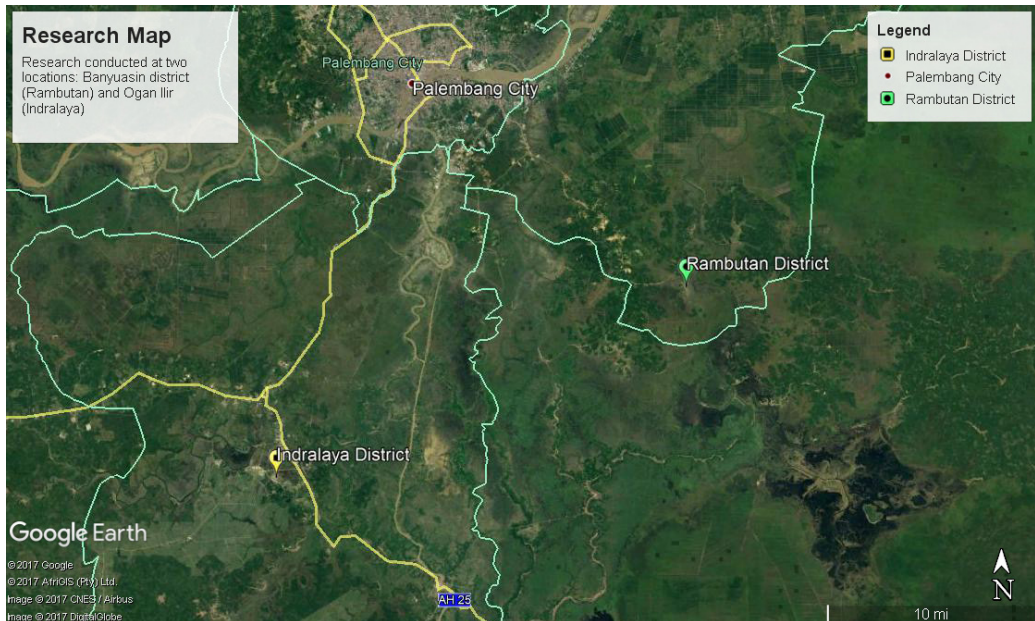 Research Map
Research conducted at two
locations: Banyuasin district
(Rambutan) and Ogan Ilir
(Indralaya)
Legend
Indralaya District
Palembang City
Rambutan District
Palembang City
Palembang City
Rambutan District
Indralaya District
Google Earth
© 2017 Google
© 2017 AfriGIS (Pty) Ltd.
Image © 2017 CNES / Airbus
Image © 2017 DigitalGlobe
AH 25
N
10 mi